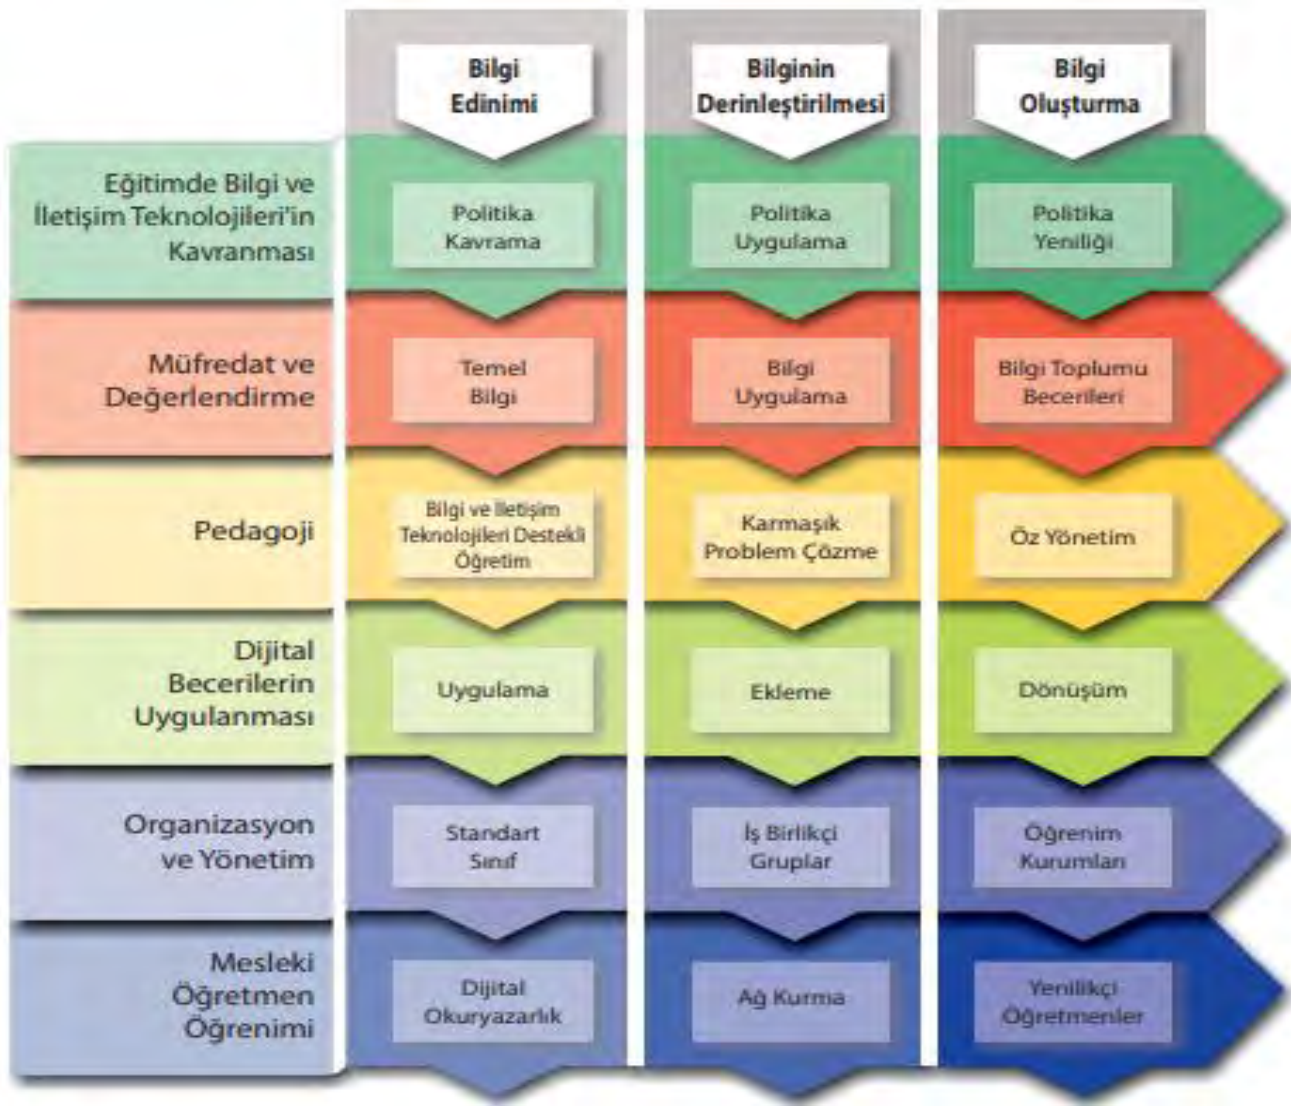 Bilgi
Edinimi
Bilginin
Derinleştirilmesi
Bilgi
Oluşturma
Eğitimde Bilgi ve
İletişim Teknolojileri'in
Kavranması
Politika
Kavrama
Politika
Uygulama
Politika
Yeniliği
Müfredat ve
Değerlendirme
Temel
Bilgi
Bilgi
Uygulama
Bilgi Toplumu
Becerileri
Pedagoji
Bilgi ve İletişim
Teknolojileri Destekli
Öğretim
Karmaşık
Problem Çözme
Öz Yönetim
Dijital
Becerilerin
Uygulanması
Uygulama
Ekleme
Dönüşüm
Organizasyon
ve Yönetim
Standart
Sınıf
İş Birlikçi
Gruplar
Öğrenim
Kurumları
Mesleki
Öğretmen
Öğrenimi
Dijital
Okuryazarlık
Ağ Kurma
Yenilikçi
Öğretmenler